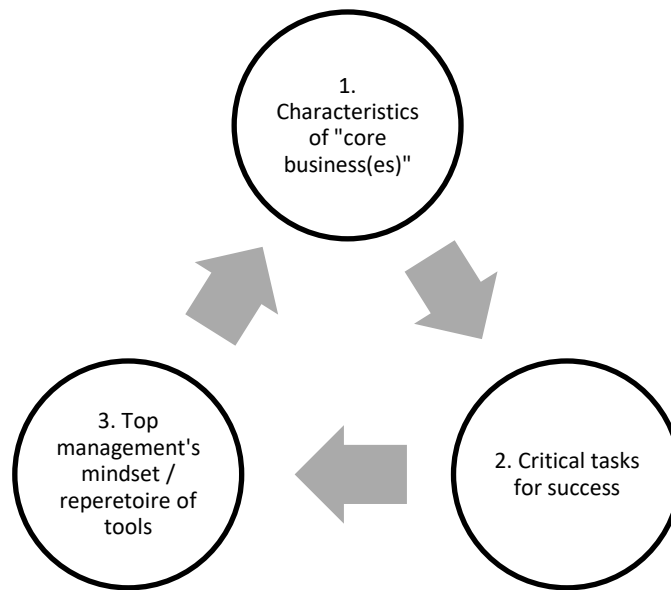 1.
Characteristics
of "core
business(es)"
3. Top
management's
mindset /
reperetoire of
tools
2. Critical tasks
for success